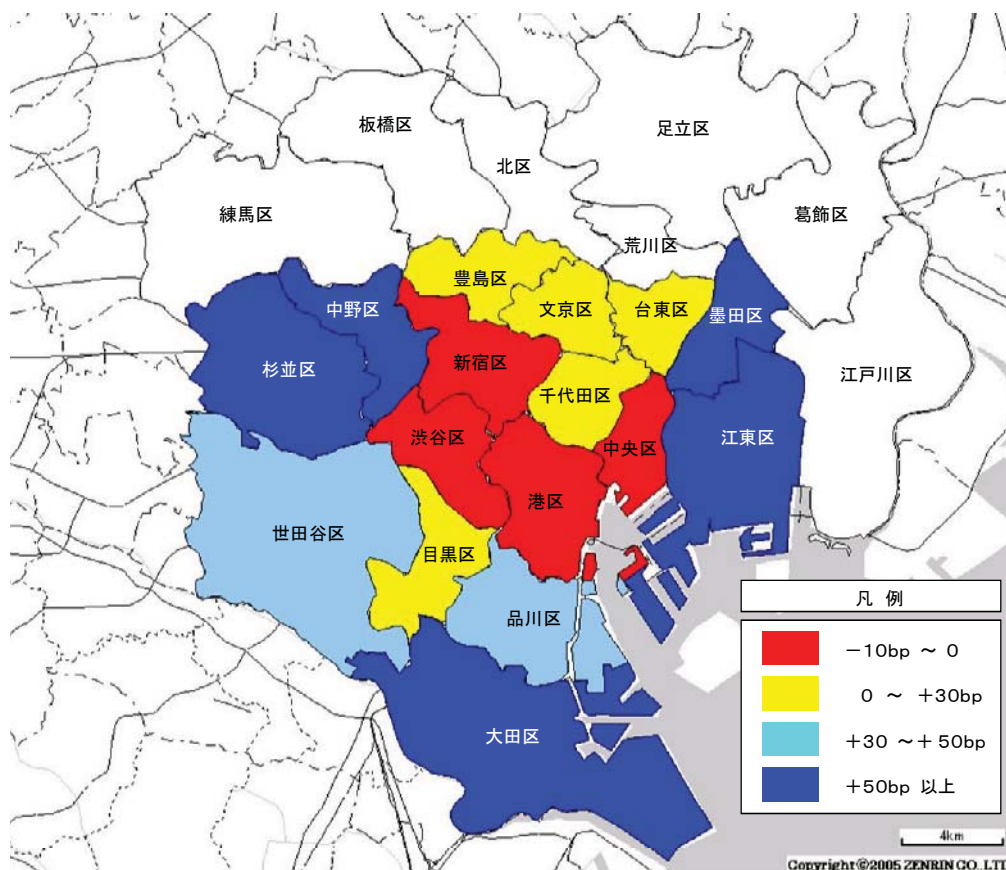 板橋区
足立区
北区
練馬区
葛飾区
荒川区
豊島区
文京区
台東区
中野区
墨田区
新宿区
杉並区
千代田区
江戸川区
渋谷区
中央区
江東区
港区
世田谷区
目黒区
品川区
大田区
凡 例
－10bp ～ 0
0 ～ +30bp
+30 ～+50bp
+50bp 以上
4km
Copyright©2005 ZENRIN CO. LTD